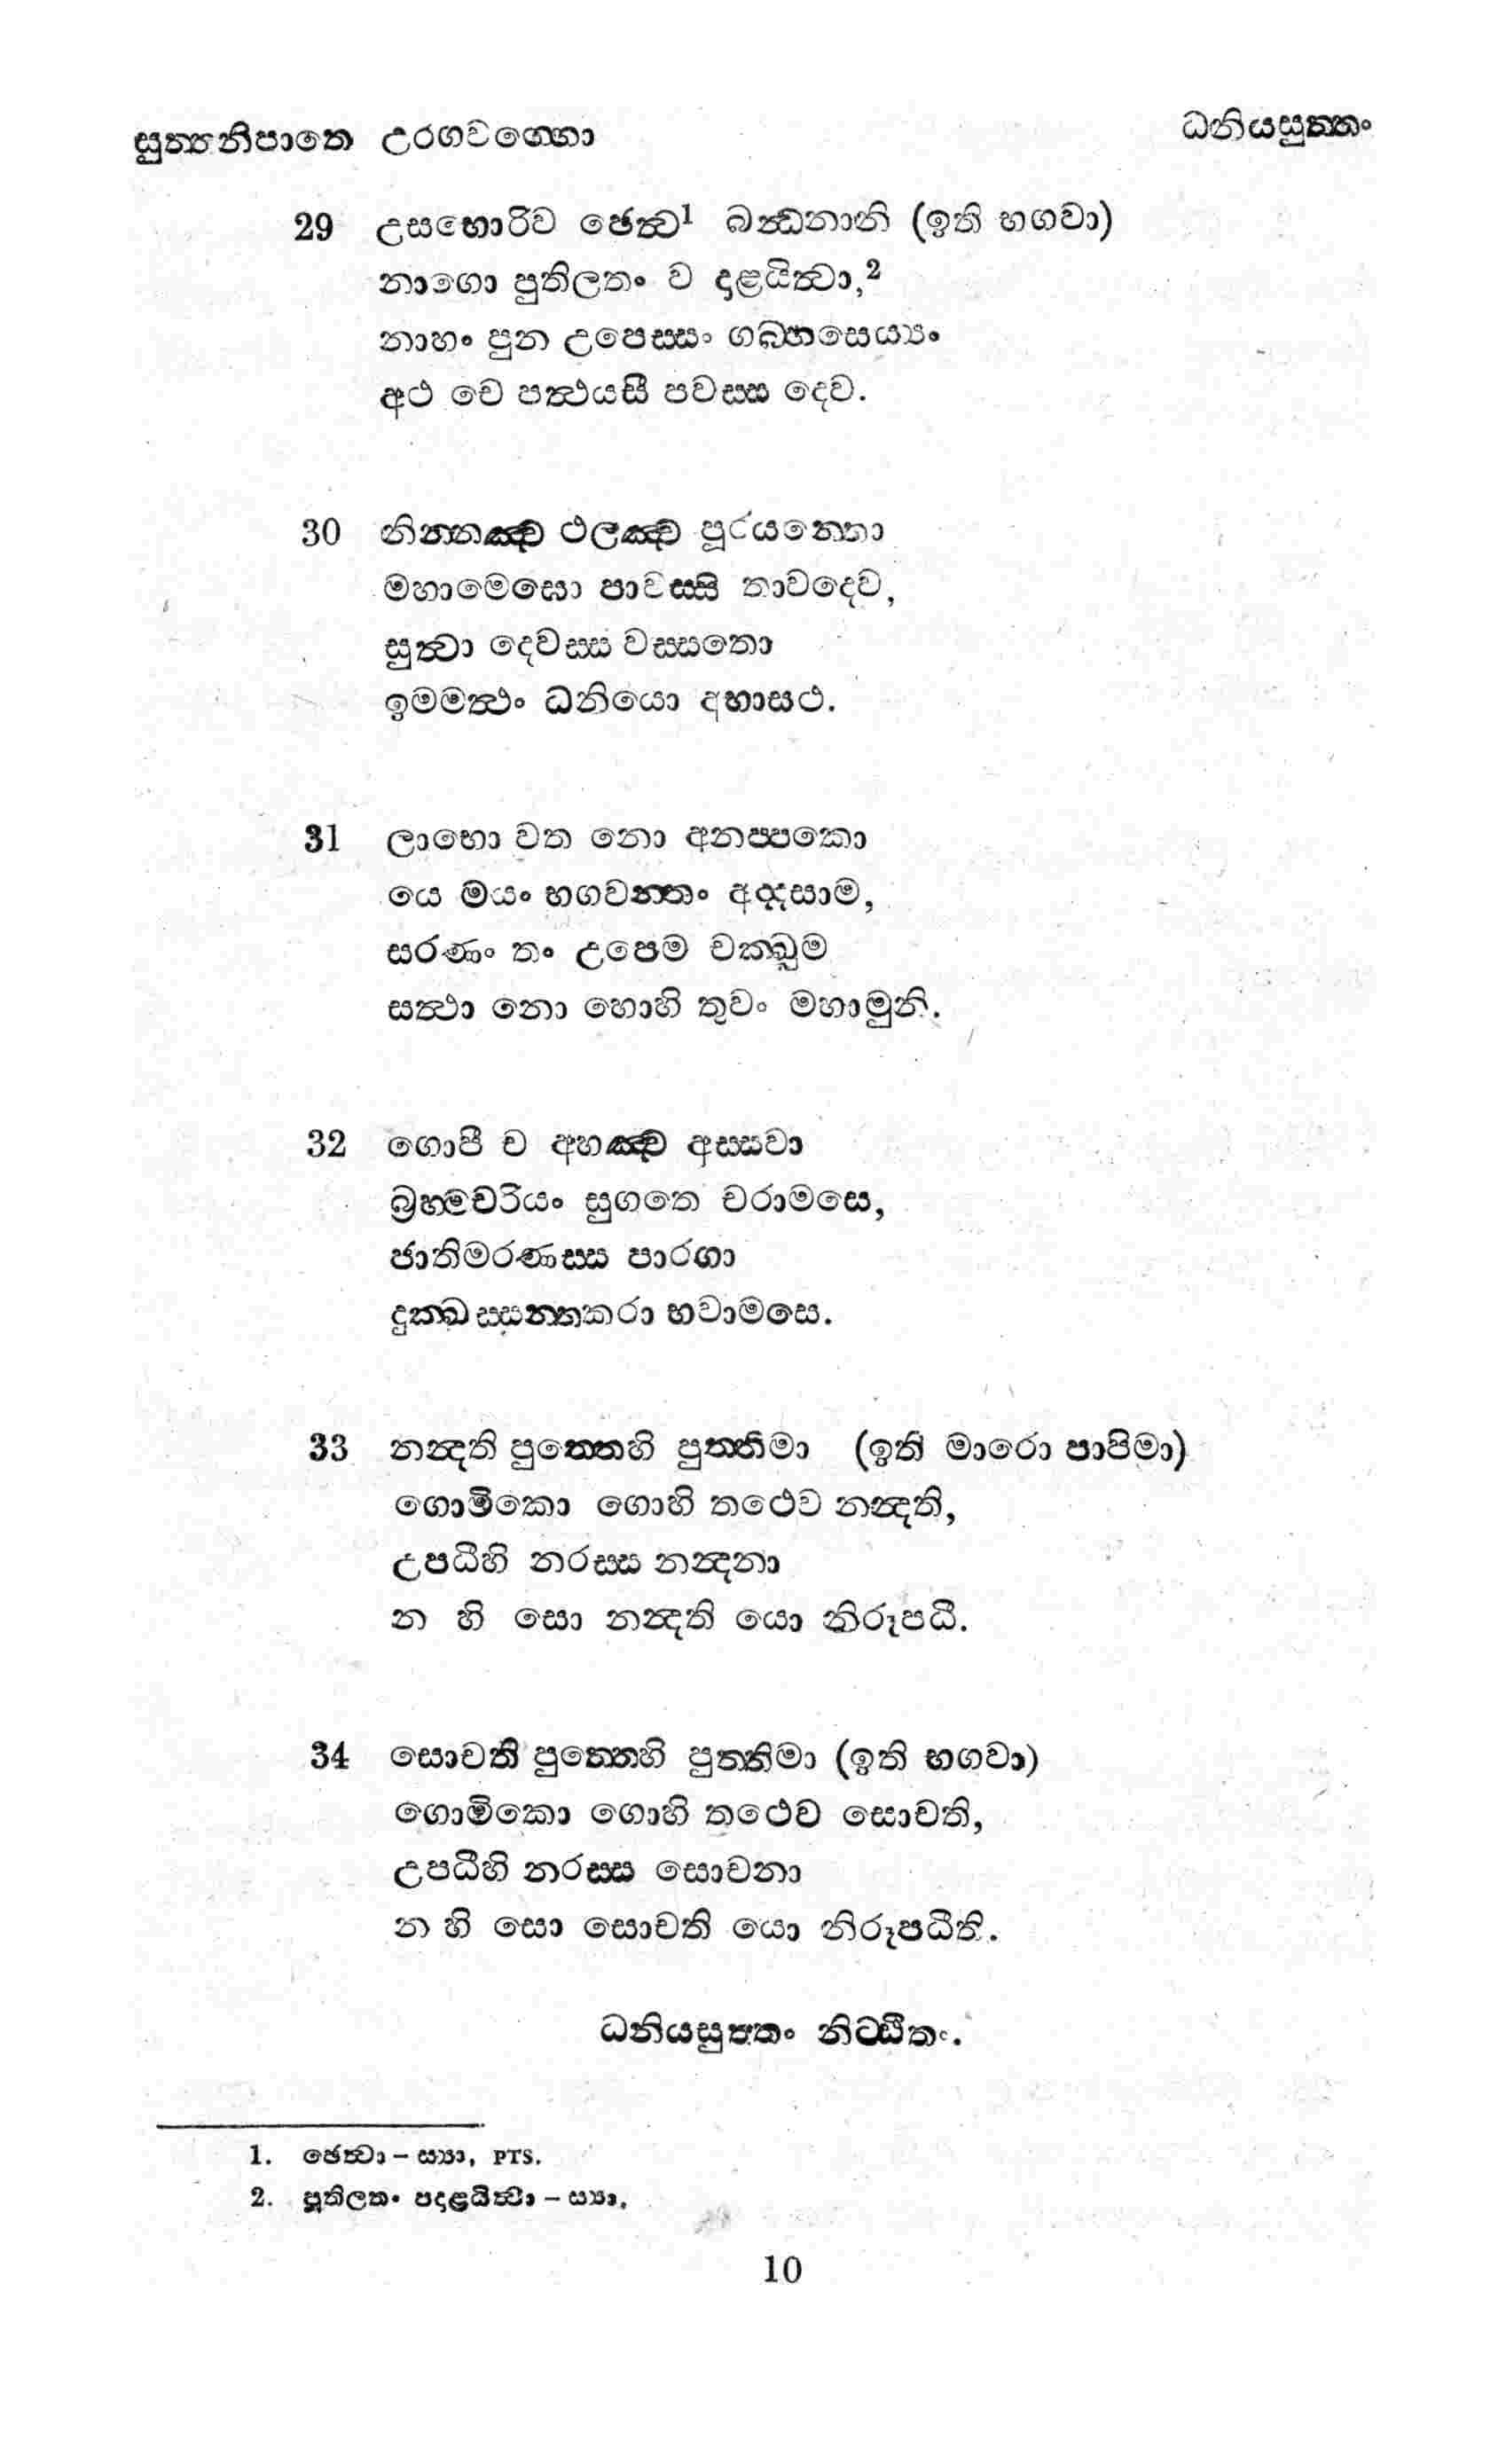 සුත්තනිපාතෙ උරගවග්ගො
ධනියසුත්තං
29 උසභොරිව ඡෙත්ව¹ බන්ධනානි (ඉති භගවා)
නාගො පුතිලතං ව දාළයිත්වා,²
නාහං පුන උපෙස්සං ගබ්භසෙය්‍යං
අථ චෙ පත්ථයසී පවස්ස දෙව.
30 නින්නඤ්ච ථලඤ්ච පූරයන්තො
මහාමෙඝො පාවස්සි තාවදෙව,
සුත්වා දෙවස්ස වස්සතො
ඉමමත්ථං ධනියො අභාසථ.
31 ලාභො වත නො අනප්පකො
යෙ මයං භගවන්තං අද්දසාම,
සරණං තං උපෙම චක්ඛුම
සත්ථා නො හොහි තුවං මහාමුනි.
32 ගොපී ච අහඤ්ච අස්සවා
බ්‍රහ්මචරියං සුගතෙ චරාමසෙ,
ජාතිමරණස්ස පාරගා
දුක්ඛස්සන්තකරා භවාමසෙ.
33 නන්දති පුත්තෙහි පුත්තිමා (ඉති මාරො පාපිමා)
ගොමිකො ගොහි තථෙව නන්දති,
උපධීහි නරස්ස නන්දනා
න හි සො නන්දති යො නිරූපධී.
34 සොචති පුත්තෙහි පුත්තිමා (ඉති භගවා)
ගොමිකො ගොහි තථෙව සොචති,
උපධීහි නරස්ස සොචනා
න හි සො සොචති යො නිරූපධීති.
ධනියසුත්තං නිට්ඨිතං.
1. ඡෙත්වා – ස්‍යා, PTS.
2. පූතිලතං පදාළයිත්වා – ස්‍යා,
10